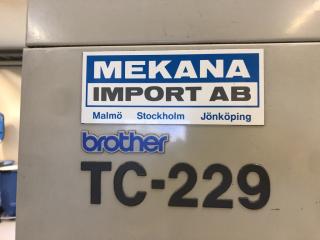 MEKANA
IMPORT AB
Malmö Stockholm Jönköping
brother
TC-229